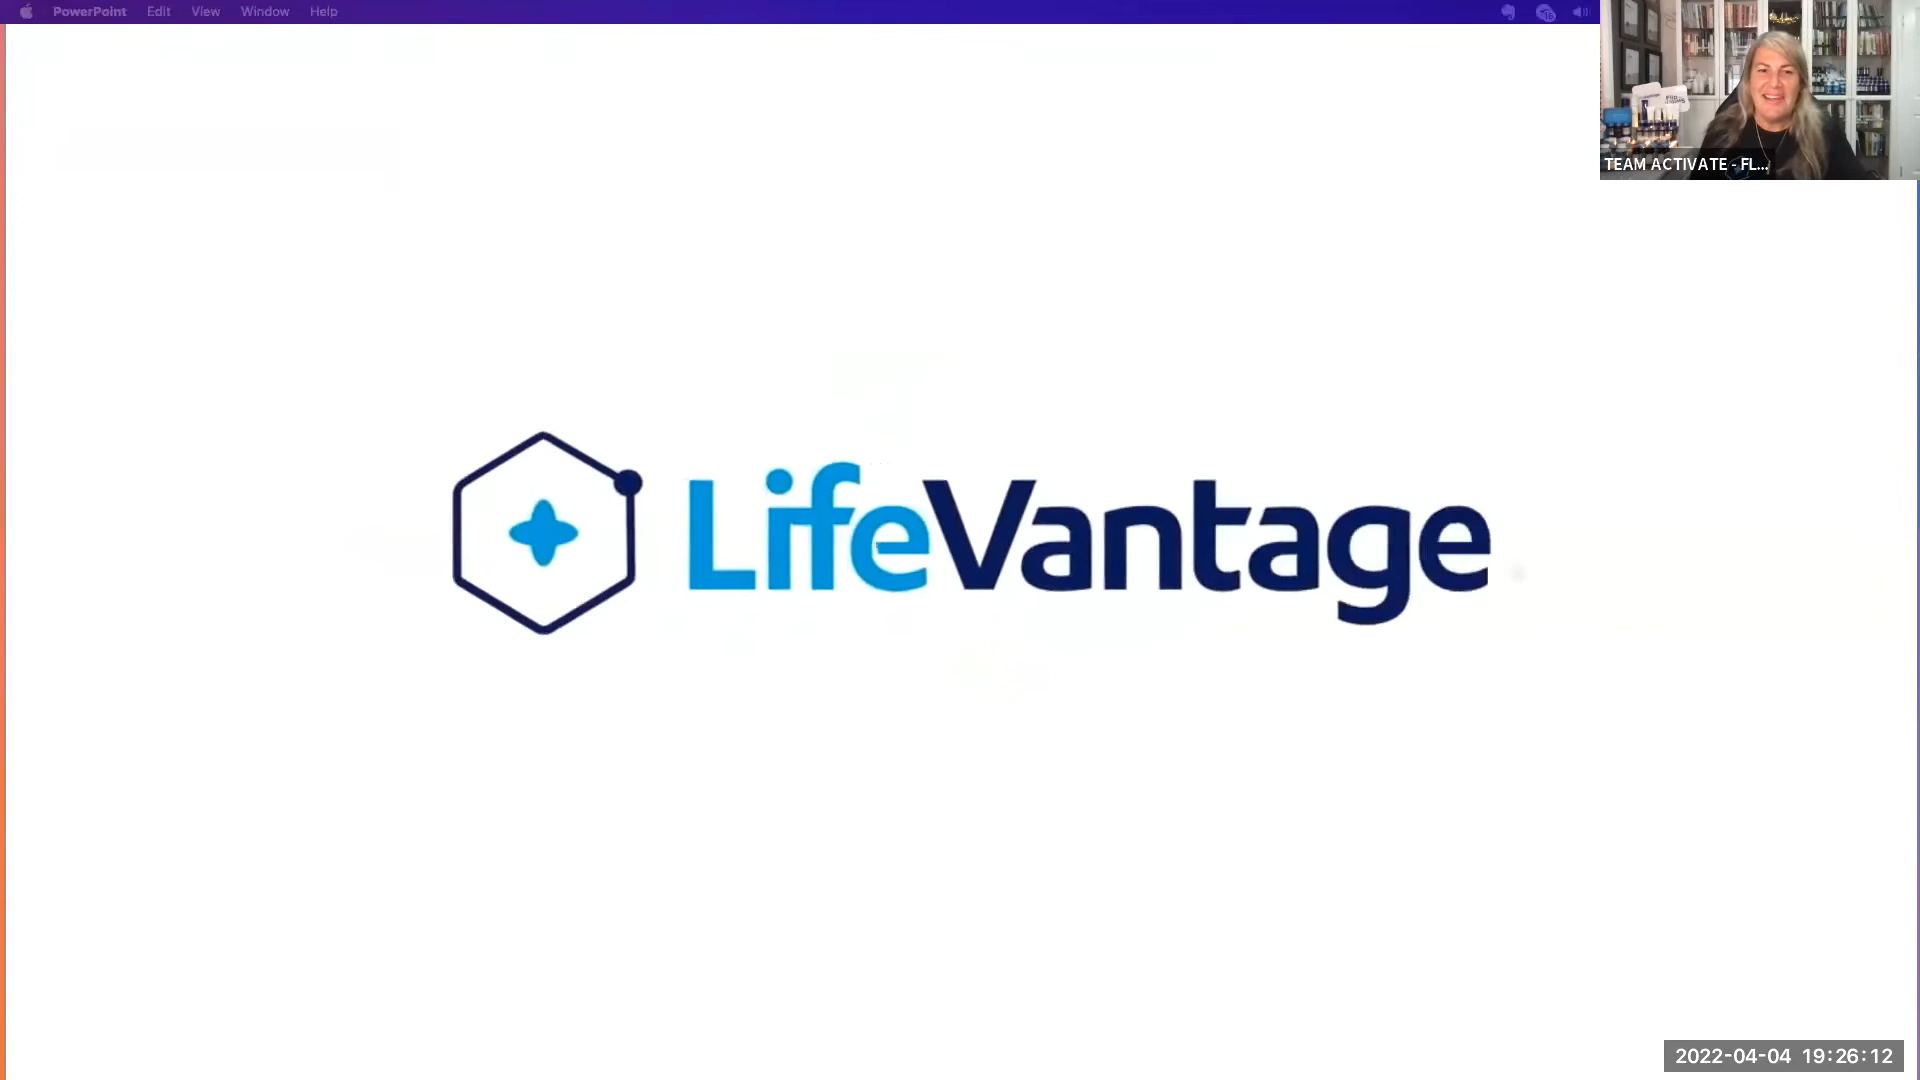 PowerPoint Edit View Window Help
TEAM ACTIVATE - FL...
LifeVantage
2022-04-04 19:26:12